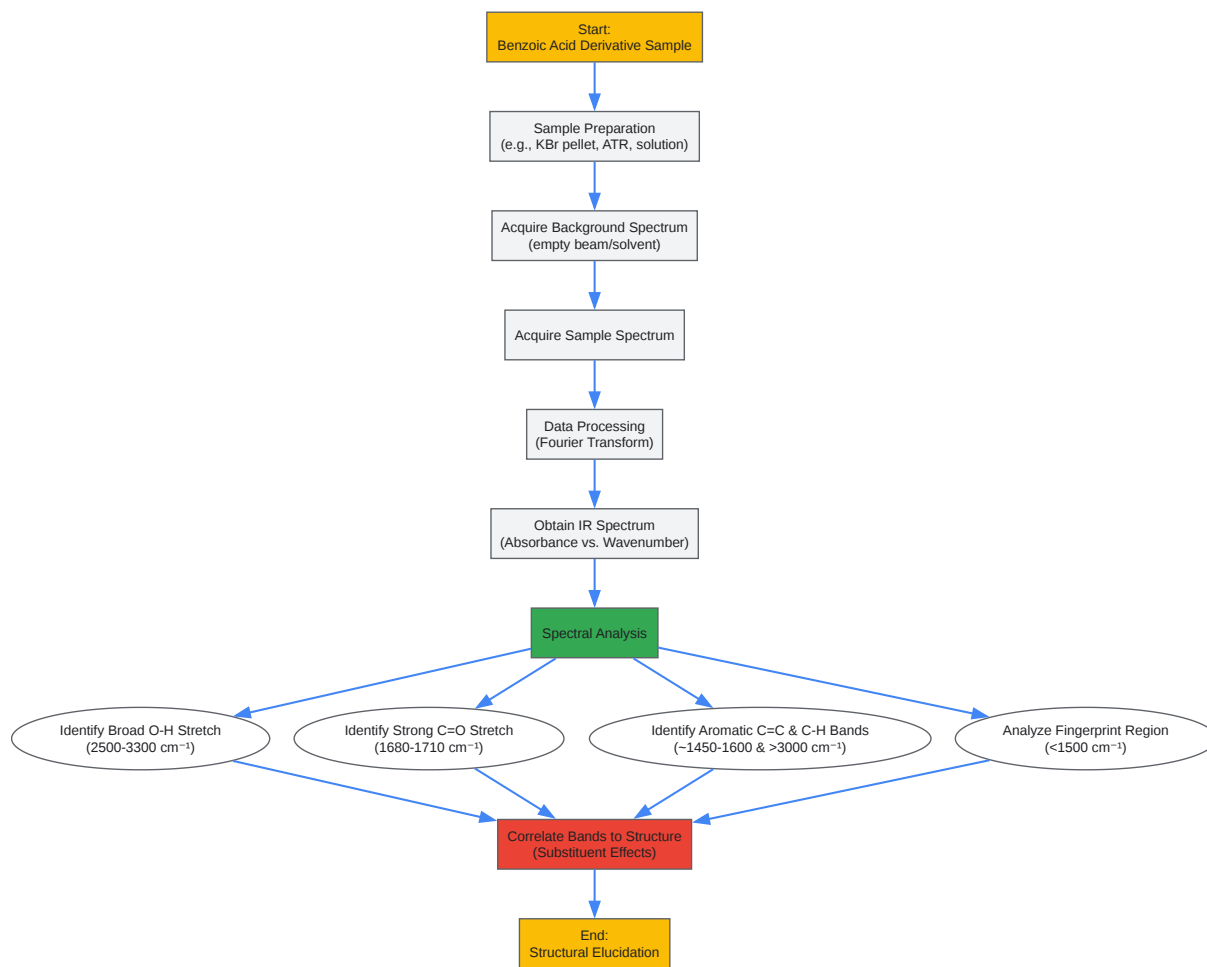 Start:
Benzoic Acid Derivative Sample
Sample Preparation
(e.g., KBr pellet, ATR, solution)
Acquire Background Spectrum
(empty beam/solvent)
Acquire Sample Spectrum
Data Processing
(Fourier Transform)
Obtain IR Spectrum
(Absorbance vs. Wavenumber)
Spectral Analysis
Identify Broad O-H Stretch
(2500-3300 cm⁻¹)
Identify Strong C=O Stretch
(1680-1710 cm⁻¹)
Identify Aromatic C=C & C-H Bands
(~1450-1600 & >3000 cm⁻¹)
Analyze Fingerprint Region
(<1500 cm⁻¹)
Correlate Bands to Structure
(Substituent Effects)
End:
Structural Elucidation